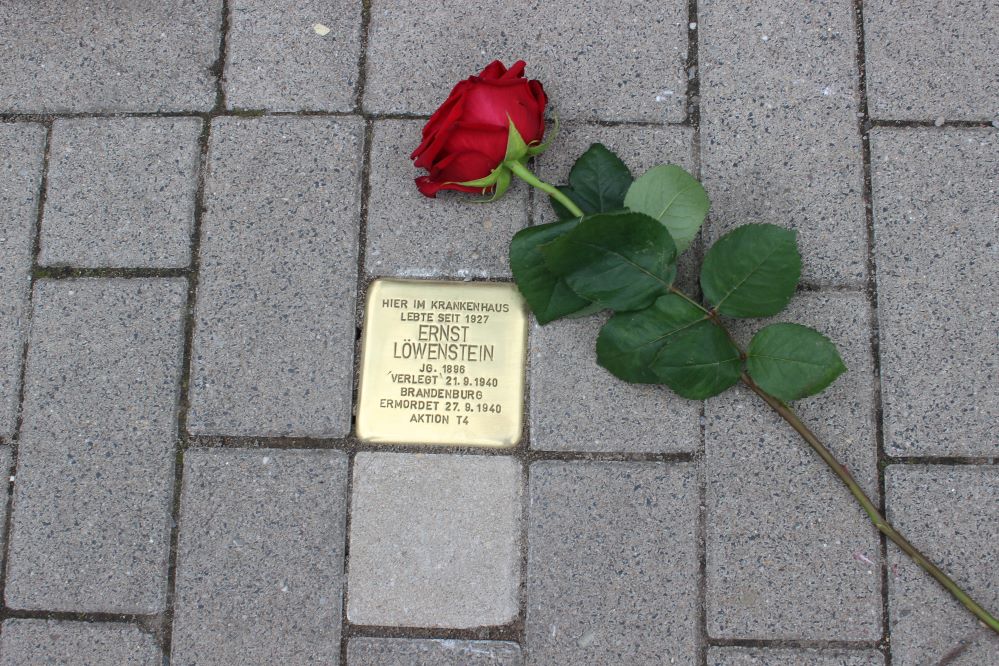 HIER IM KRANKENHAUS
LEBTE SEIT 1927
ERNST
LÖWENSTEIN
JG. 1896
'VERLEGT' 21.9.1940
BRANDENBURG
ERMORDET 27.9.1940
AKTION T4